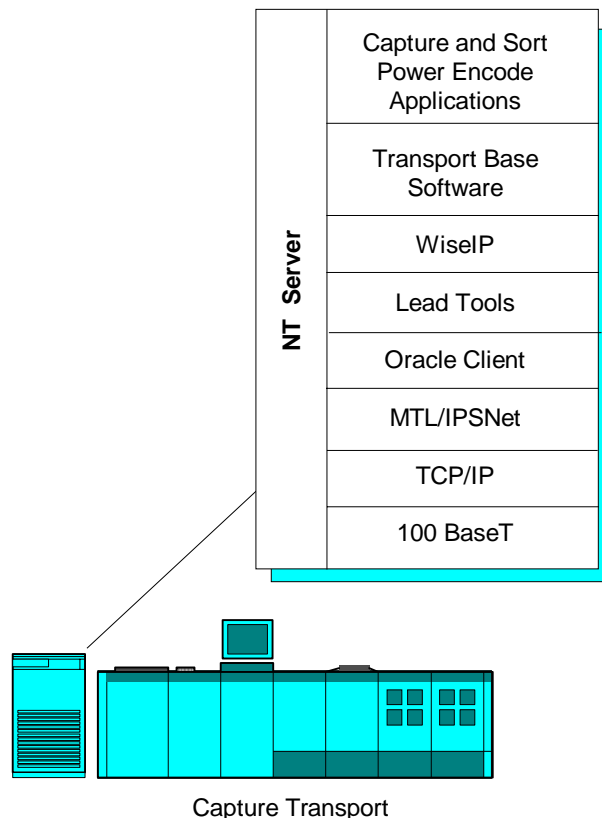 Capture and Sort
Power Encode
Applications
Transport Base
Software
WiseIP
Lead Tools
Oracle Client
MTL/IPSNet
TCP/IP
100 BaseT
NT Server
Capture Transport